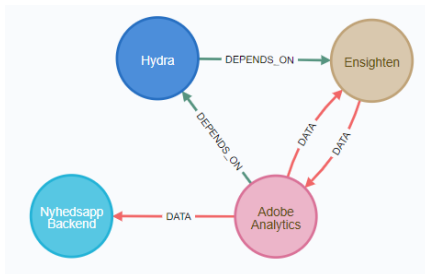 Hydra
DEPENDS_ON
Ensighten
DEPENDS_ON
DATA
DATA
Nyhedsapp
Backend
DATA
Adobe
Analytics